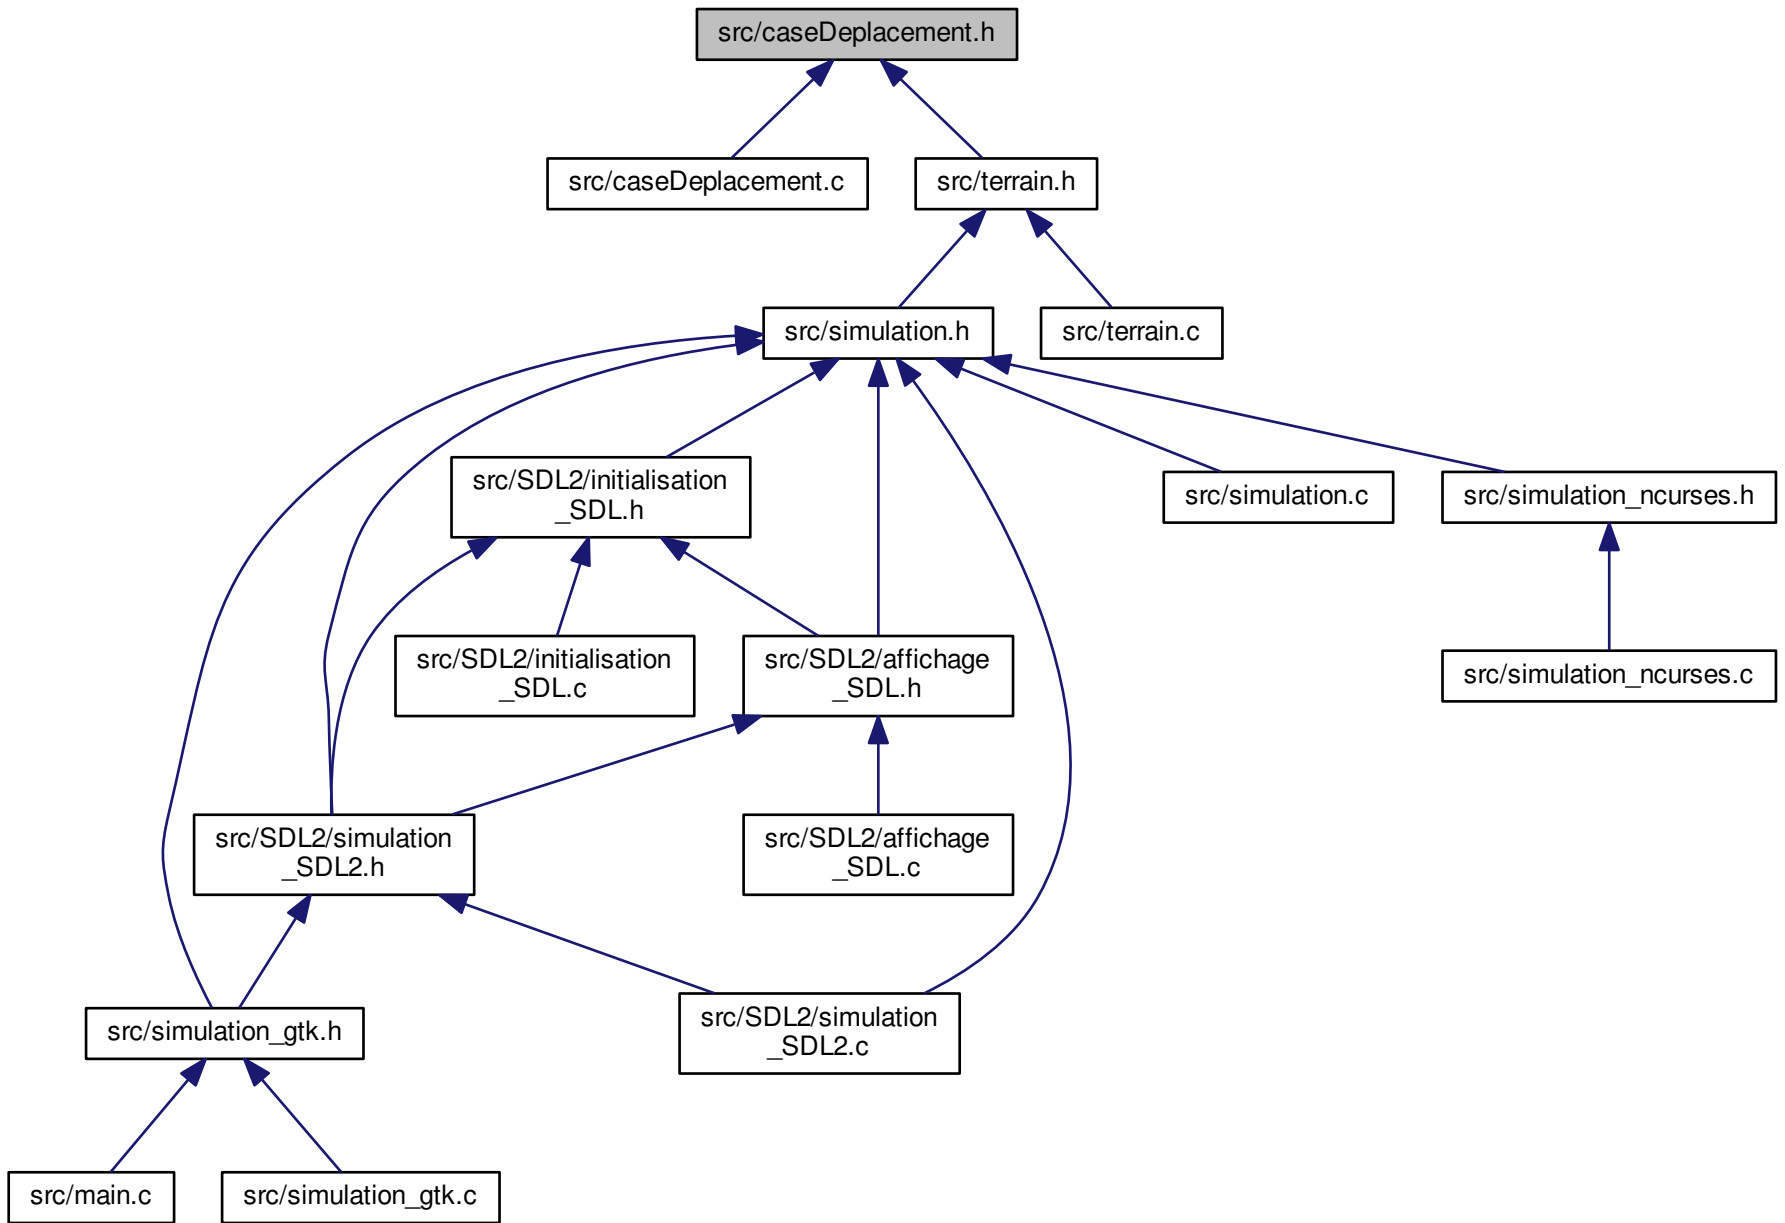 src/caseDeplacement.h
src/caseDeplacement.c
src/terrain.h
src/simulation.h
src/terrain.c
src/SDL2/initialisation
_SDL.h
src/simulation.c
src/simulation_ncurses.h
src/SDL2/initialisation
_SDL.c
src/SDL2/affichage
_SDL.h
src/simulation_ncurses.c
src/SDL2/simulation
_SDL2.h
src/SDL2/affichage
_SDL.c
src/simulation_gtk.h
src/SDL2/simulation
_SDL2.c
src/main.c
src/simulation_gtk.c